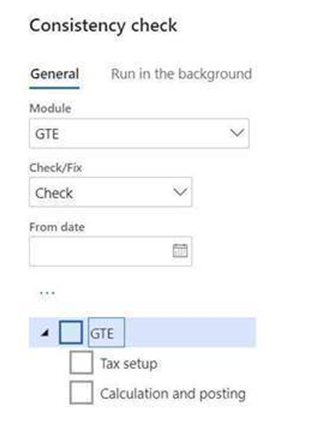 Consistency check
General Run in the background
Module
GTE
Check/Fix
Check
From date
...
GTE
Tax setup
Calculation and posting